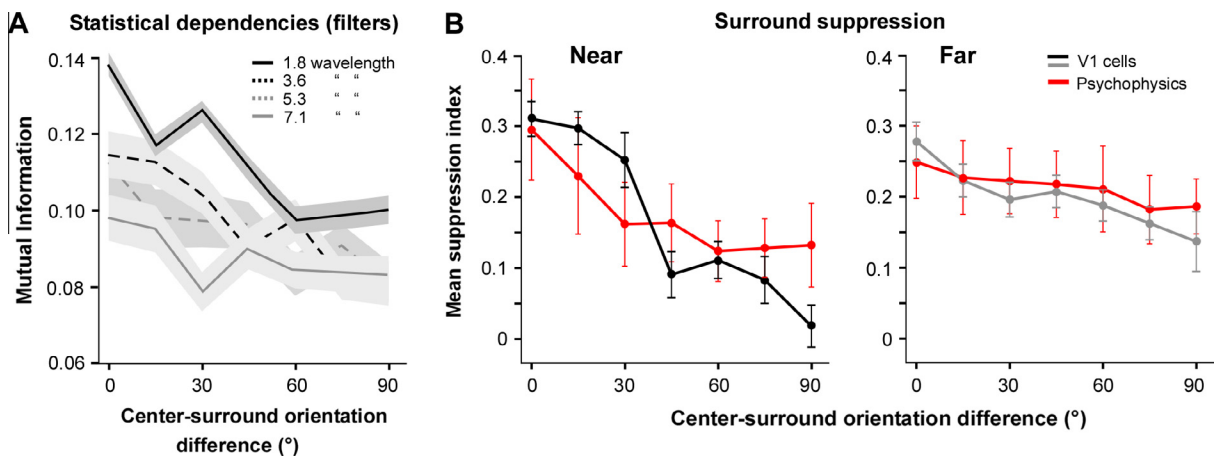 A
Statistical dependencies (filters)
Mutual Information
0.14
0.12
0.10
0.08
0.06
1.8 wavelength
3.6 “ “
5.3 “ “
7.1 “ “
0 30 60 90
Center-surround orientation
difference (°)
B
Surround suppression
Near
Mean suppression index
0.4
0.3
0.2
0.1
0
0 30 60 90
Far
V1 cells
Psychophysics
0.4
0.3
0.2
0.1
0
0 30 60 90
Center-surround orientation difference (°)